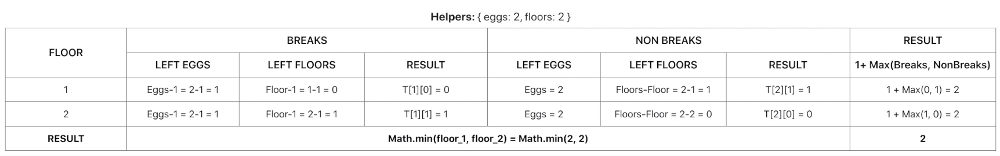 Helpers: { eggs: 2, floors: 2 }
FLOOR BREAKS NON BREAKS RESULT
LEFT EGGS LEFT FLOORS RESULT LEFT EGGS LEFT FLOORS RESULT 1+ Max(Breaks, NonBreaks)
1 Eggs-1 = 2-1 = 1 Floor-1 = 1-1 = 0 T[1][0] = 0 Eggs = 2 Floors-Floor = 2-1 = 1 T[2][1] = 1 1 + Max(0, 1) = 2
2 Eggs-1 = 2-1 = 1 Floor-1 = 2-1 = 1 T[1][1] = 1 Eggs = 2 Floors-Floor = 2-2 = 0 T[2][0] = 0 1 + Max(1, 0) = 2
RESULT Math.min(floor_1, floor_2) = Math.min(2, 2) 2